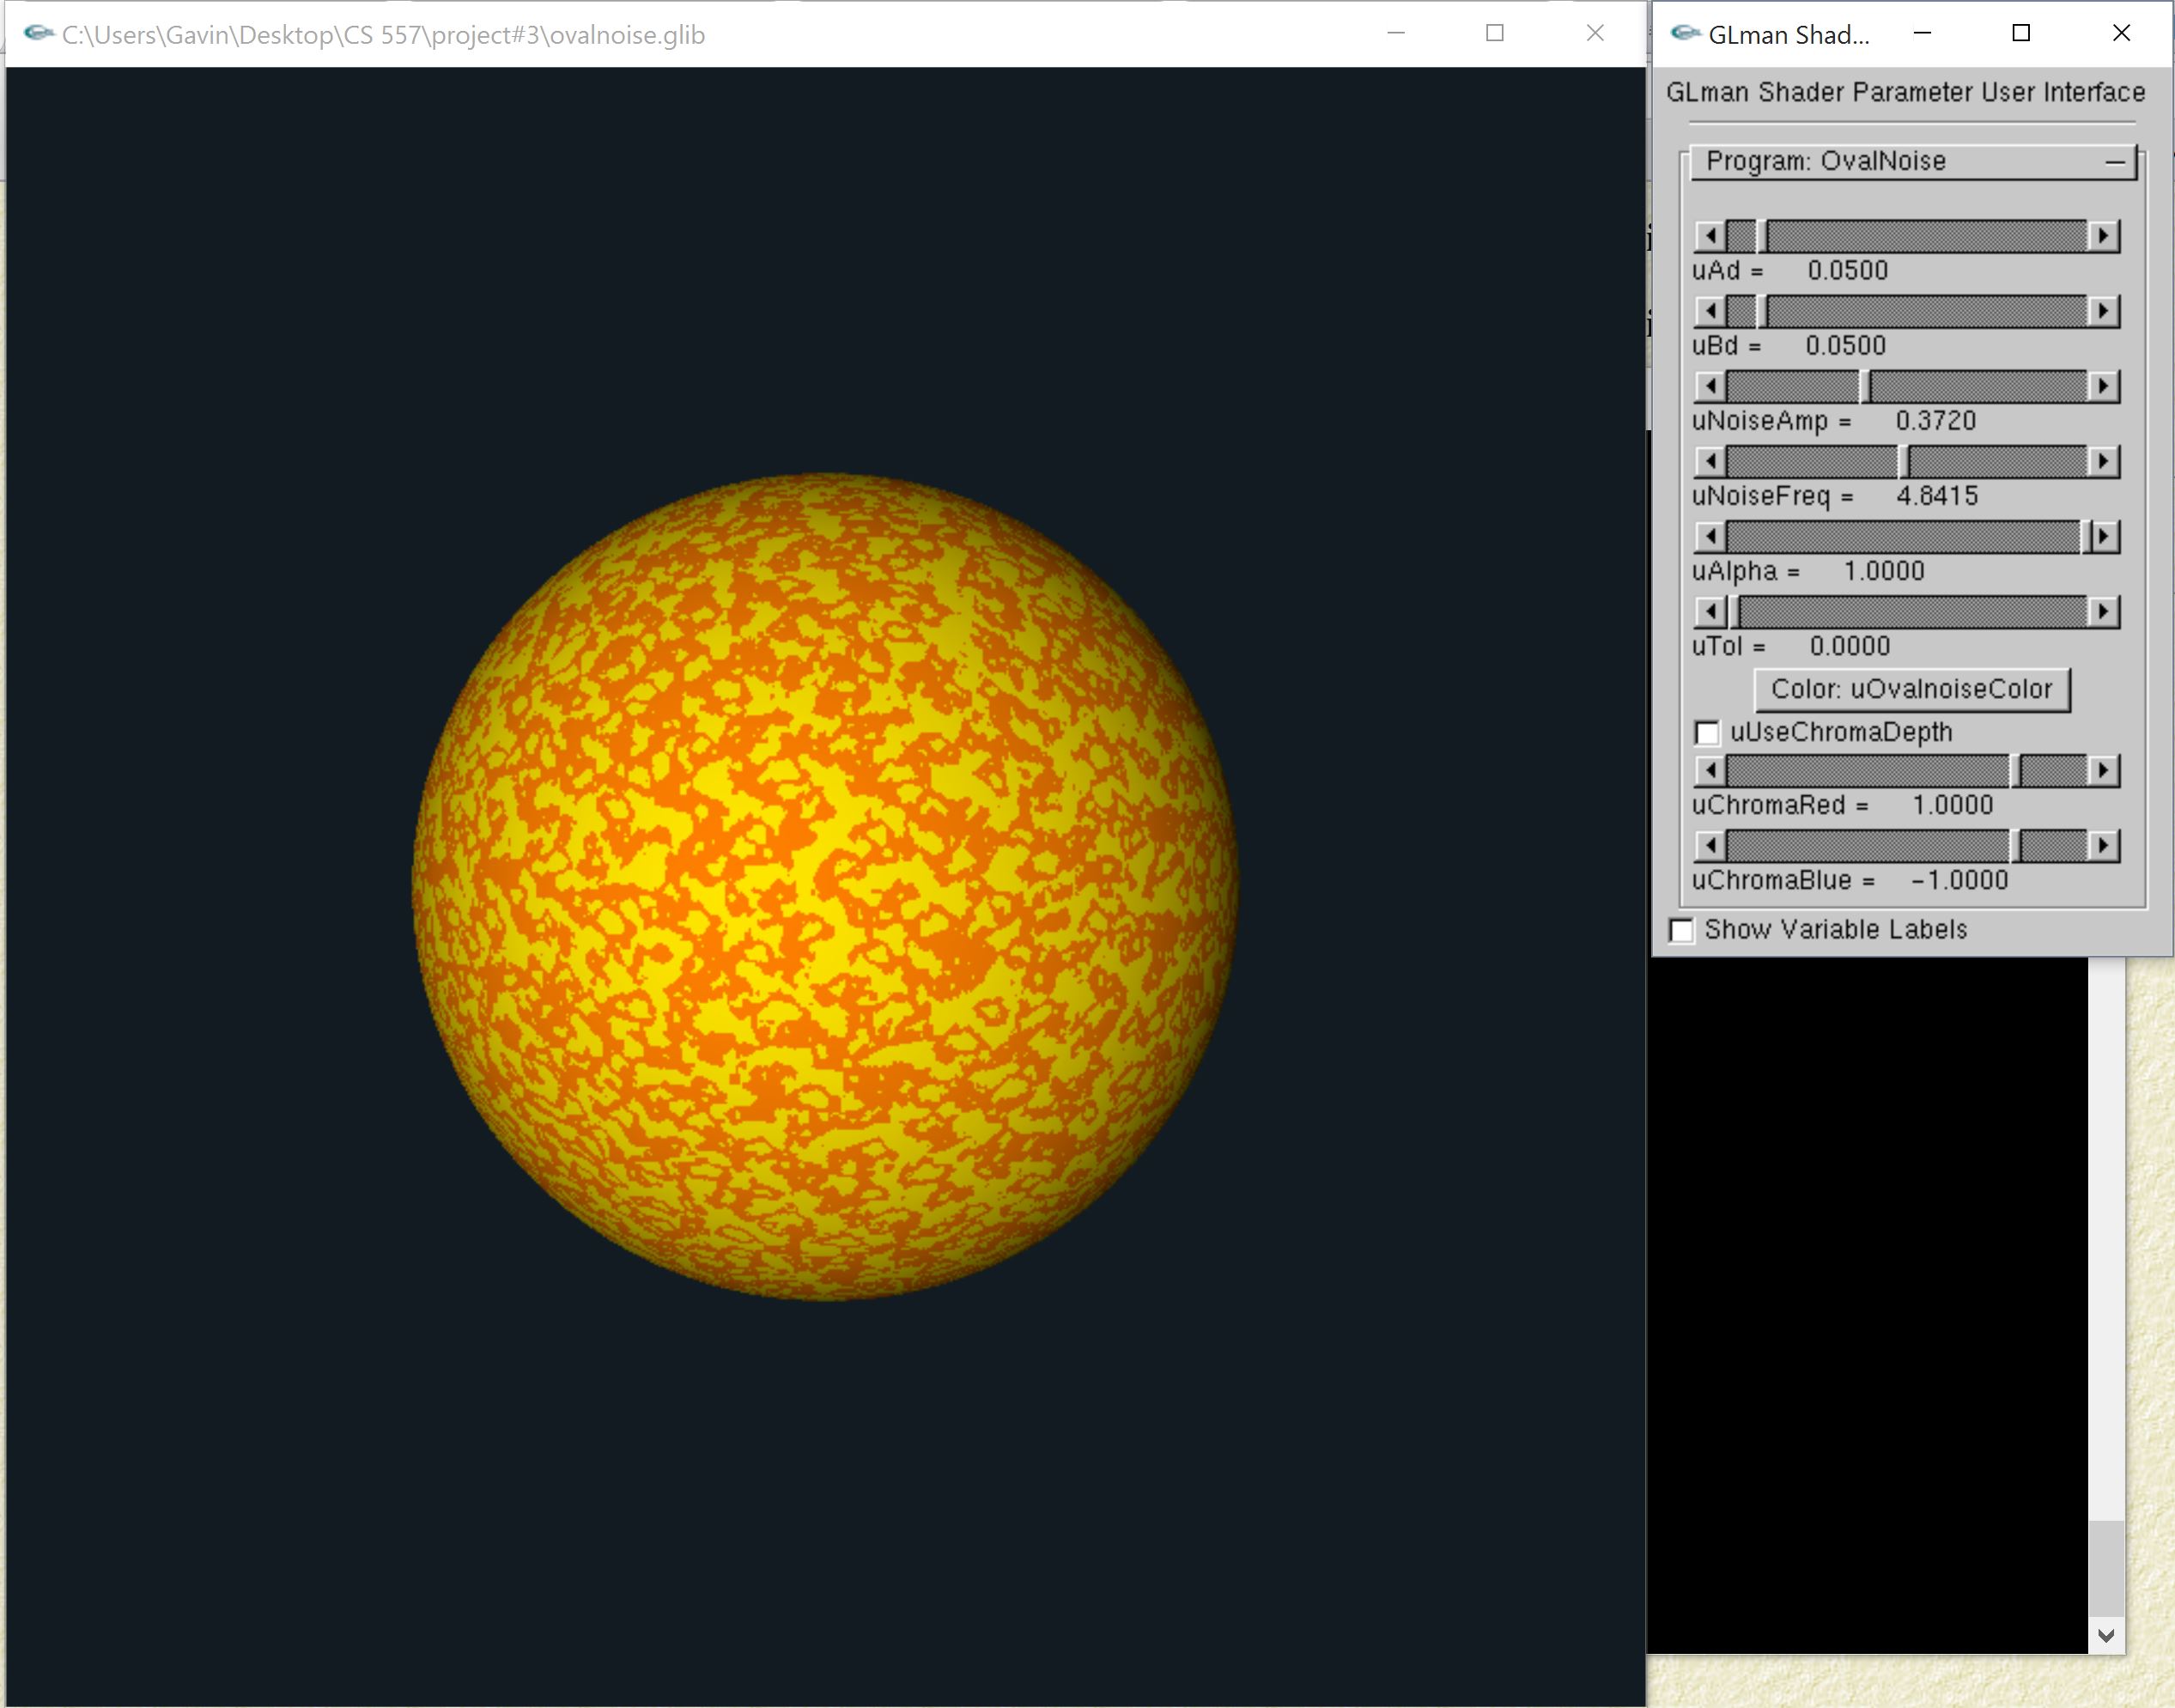 C:\Users\Gavin\Desktop\CS 557\project#3\ovalnoise.glib
GLman Shad...
GLman Shader Parameter User Interface
Program: OvalNoise
uAd = 0.0500
uBd = 0.0500
uNoiseAmp = 0.3720
uNoiseFreq = 4.8415
uAlpha = 1.0000
uTol = 0.0000
Color: uOvalnoiseColor
uUseChromaDepth
uChromaRed = 1.0000
uChromaBlue = -1.0000
Show Variable Labels